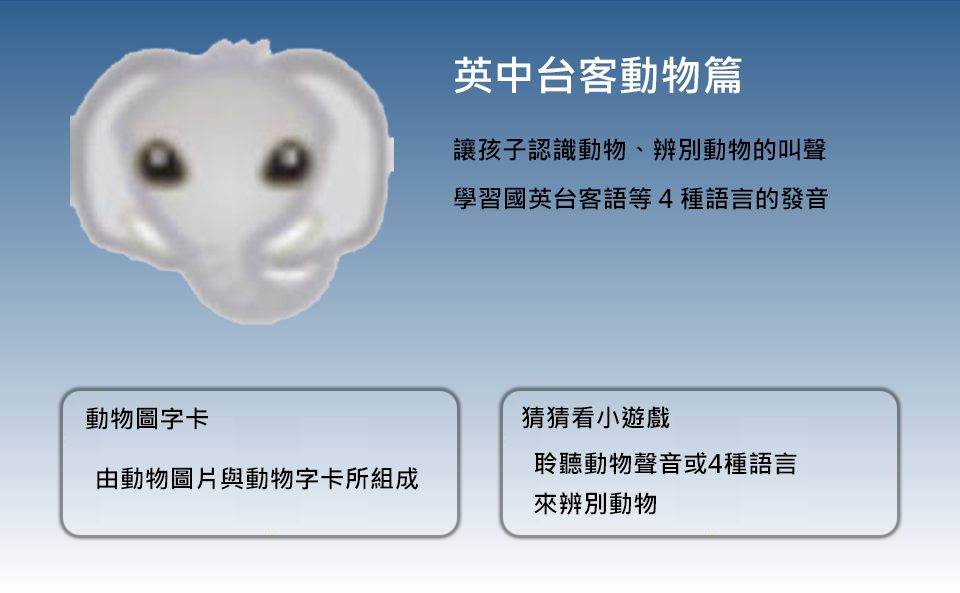 英中台客動物篇
讓孩子認識動物、辨別動物的叫聲
學習國英台客語等 4 種語言的發音
動物圖字卡
由動物圖片與動物字卡所組成
猜猜看小遊戲
聆聽動物聲音或4種語言
來辨別動物